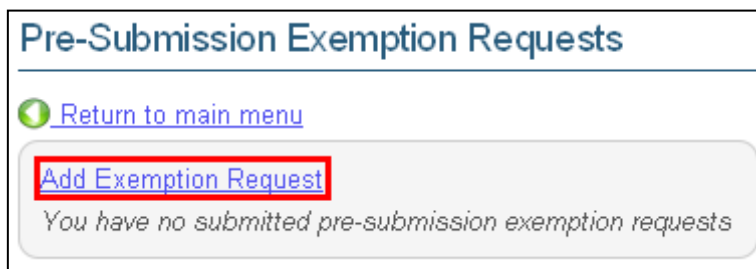 Pre-Submission Exemption Requests
Return to main menu
Add Exemption Request
You have no submitted pre-submission exemption requests